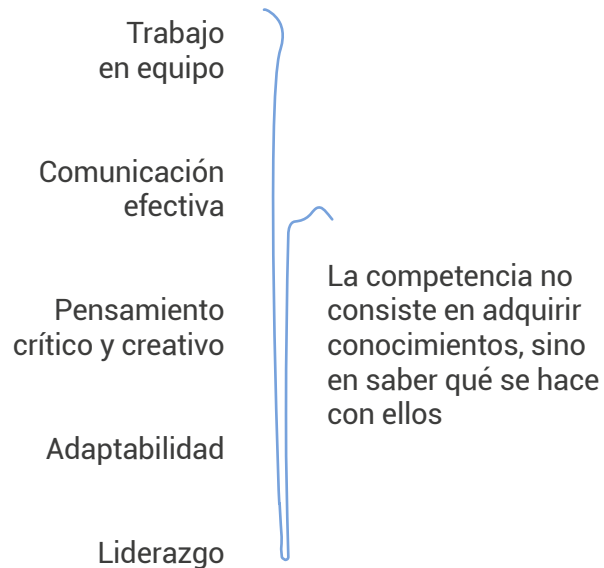 Trabajo
en equipo
Comunicación
efectiva
Pensamiento
crítico y creativo
Adaptabilidad
Liderazgo
La competencia no
consiste en adquirir
conocimientos, sino
en saber qué se hace
con ellos